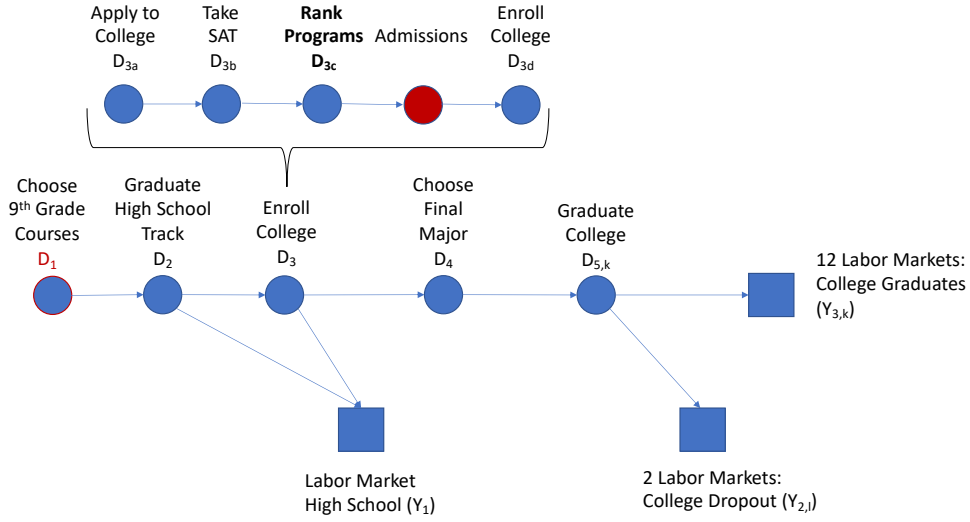 Apply to
College
D3a
Take
SAT
D3b
Rank
Programs
D3c
Admissions
Enroll
College
D3d
Choose
9th Grade
Courses
D1
Graduate
High School
Track
D2
Enroll
College
D3
Choose
Final
Major
D4
Graduate
College
D5,k
12 Labor Markets:
College Graduates
(Y3,k)
Labor Market
High School (Y1)
2 Labor Markets:
College Dropout (Y2,l)